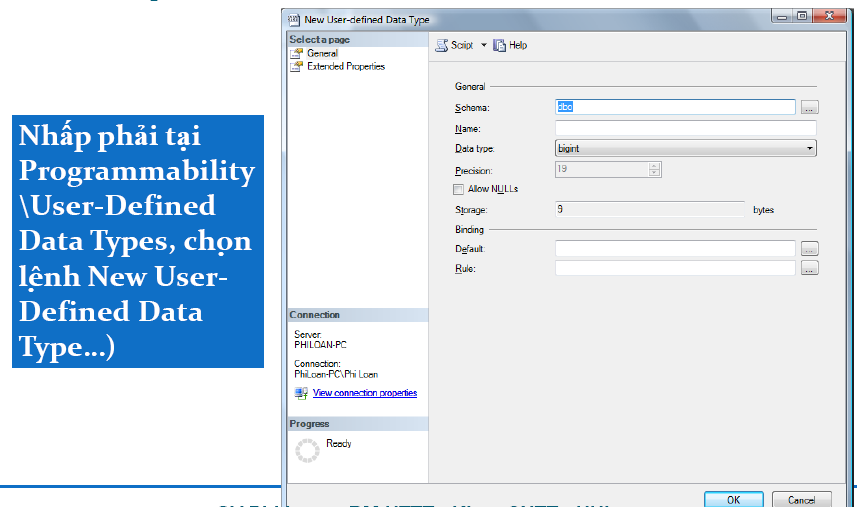 New User-defined Data Type
Select a page
General
Extended Properties
Script
Help
Nhấp phải tại
Programmability
\User-Defined
Data Types, chọn
lệnh New User-
Defined Data
Type...)
General
Schema:
dbo
...
Name:
Data type:
bigint
Precision:
19
Allow NULLs
Storage:
9
bytes
Binding
Default:
...
Rule:
...
Connection
Server:
PHILOAN-PC
Connection:
PhiLoan-PC\Phi Loan
View connection properties
Progress
Ready
OK
Cancel